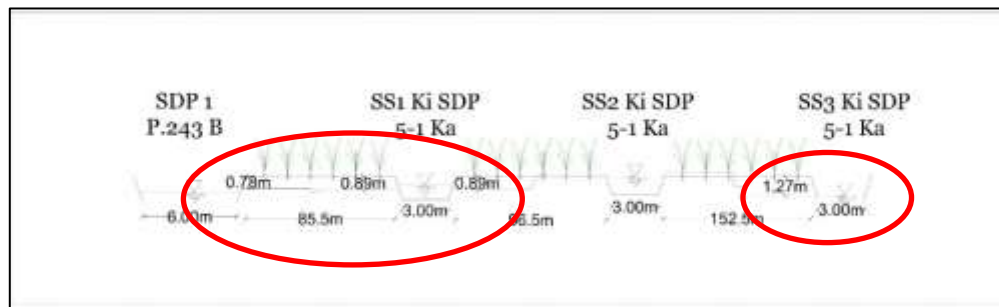 SDP 1
P.243 B
SS1 Ki SDP
5-1 Ka
SS2 Ki SDP
5-1 Ka
SS3 Ki SDP
5-1 Ka
0.78m
0.89m
0.89m
1.27m
6.00m
85.5m
3.00m
96.5m
3.00m
152.5m
3.00m